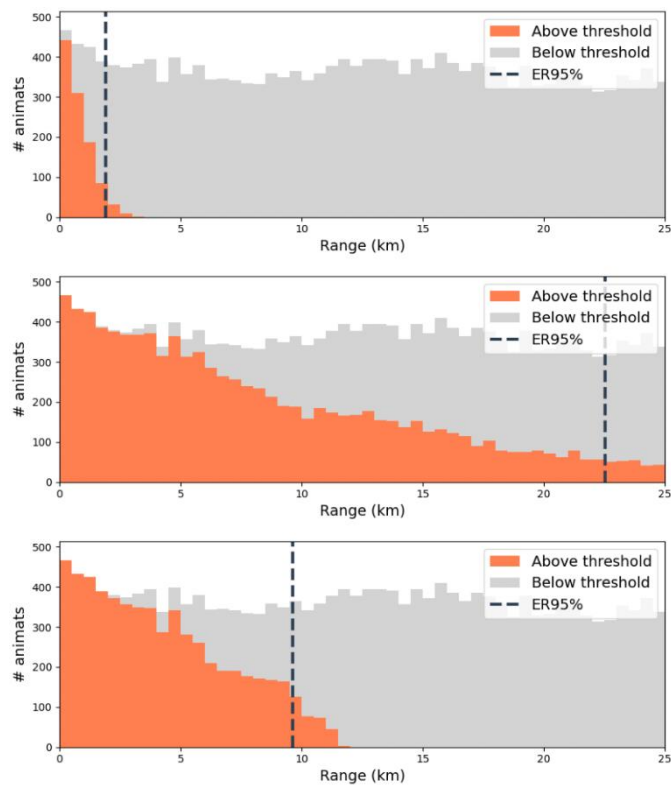 500
400
300
200
100
0
# animats
Above threshold
Below threshold
ER95%
0 5 10 15 20 25
Range (km)
500
400
300
200
100
0
# animats
Above threshold
Below threshold
ER95%
0 5 10 15 20 25
Range (km)
500
400
300
200
100
0
# animats
Above threshold
Below threshold
ER95%
0 5 10 15 20 25
Range (km)